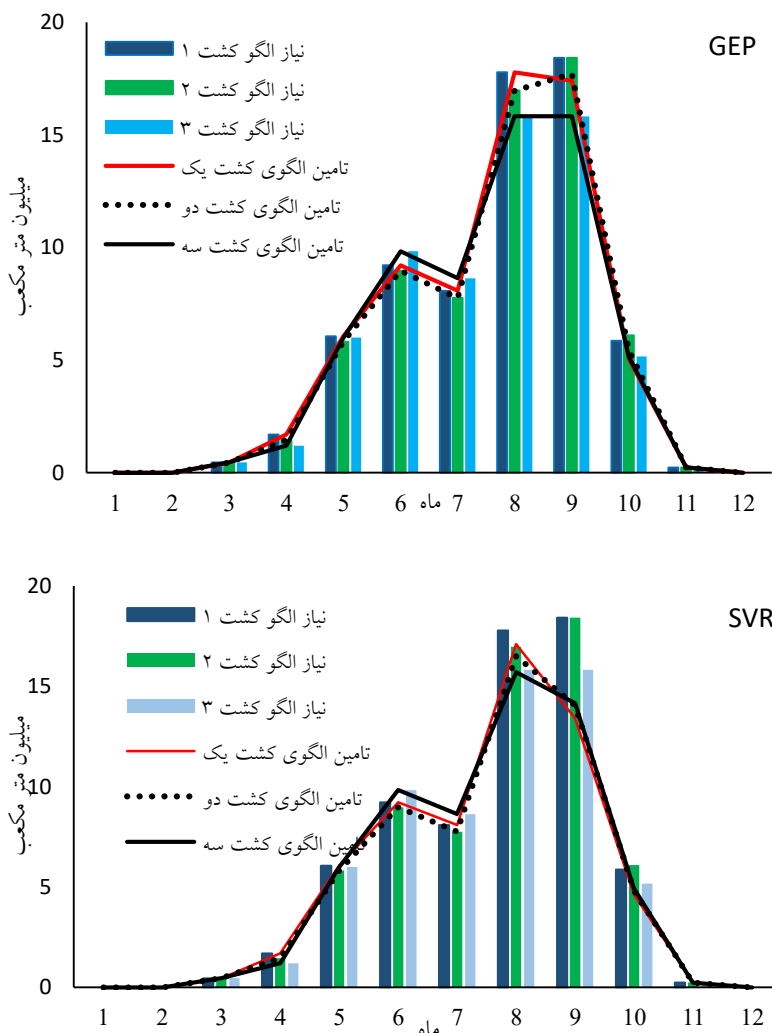 GEP
20
15
10
5
0
میلیون متر مکعب
نیاز الگو کشت ۱
نیاز الگو کشت ۲
نیاز الگو کشت ۳
تامین الگوی کشت یک
تامین الگوی کشت دو
تامین الگوی کشت سه
1 2 3 4 5 6 7 8 9 10 11 12
ماه
SVR
20
15
10
5
0
میلیون متر مکعب
نیاز الگو کشت ۱
نیاز الگو کشت ۲
نیاز الگو کشت ۳
تامین الگوی کشت یک
تامین الگوی کشت دو
تامین الگوی کشت سه
1 2 3 4 5 6 7 8 9 10 11 12
ماه